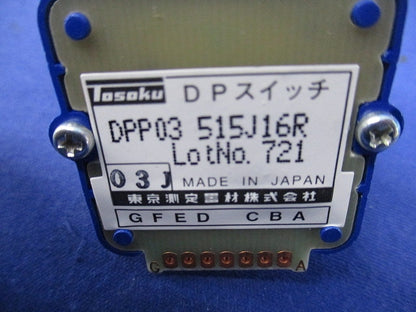 Tosoku DPスイッチ
DPP03 515J16R
LotNo. 721
03J MADE IN JAPAN
東京測定器材株式会社
GFED CBA
G A